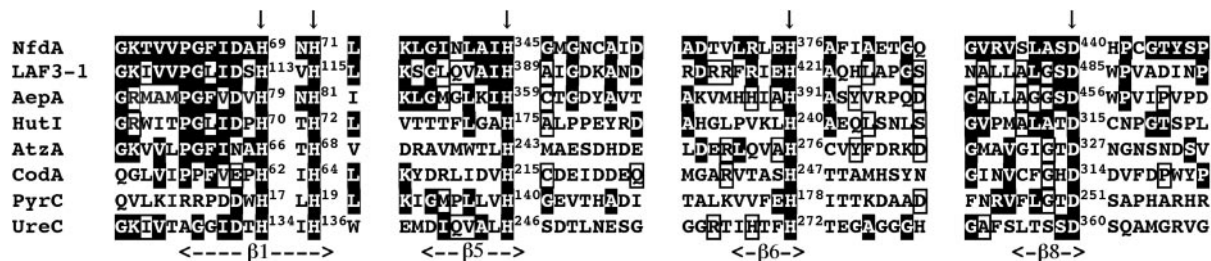 ↓ ↓ ↓ ↓ ↓
NfdA GKTVVPGFIDAH69 NH71 L KLGINLAIH345GMGNCAID ADTVLRLEH376AFIAETGQ GVRVSLASD440HPCGTYSP
LAF3-1 GKIVVPGLIDSH113VH115L KSGLQVAIH389AIGDKAND RDRRFRIEH421AQHLAPGS NALLALGSD485WPVADINP
AepA GRMAMPGFVDVH79 NH81 I KLGMGLKIH359CTGDYAVT AKVMHHIAH391ASYVRPQD GALLAGGSD456WPVIPVPD
HutI GRWITPGLIDPH70 TH72 L VTTTFLGAH175ALPPEYRD AHGLPVKLH240AEQLSNLS GVPMALATD315CNPGTSPL
AtzA GKVVLPGFINAH66 TH68 V DRAVMWTLH243MAESDHDE LDERLQVAH276CVYFDRKD GMAVGIGTD327NGNSNDSV
CodA QGLVIPPFVEPH62 IH64 L KYDRLIDVH215CDEIDDEQ MGARVTASH247TTAMHSYN GINVCFGHD314DVFDPWYP
PyrC QVLKIRRPDDWH17 LH19 L KIGMPLLVH140GEVTHADI TALKVVFEH178ITTKDAAD FNRVFLGTD251SAPHARHR
UreC GKIVTAGGIDTH134IH136W EMDIQVALH246SDTLNESG GGRTIHTFH272TEGAGGGH GAFSLTSSD360SQAMGRVG
<---- β1----> <--β5--> <-β6-> <-β8->